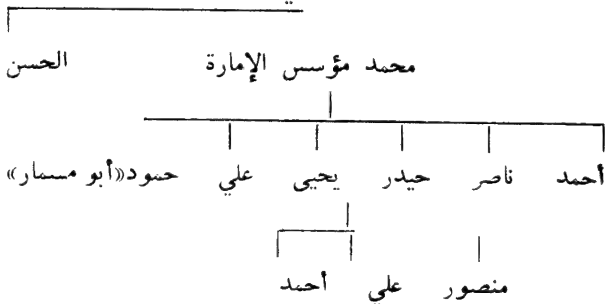 محمد مؤسس الإمارة الحسن
أحمد ناصر حيدر يحيى علي حمود «أبو مسمار»
منصور علي أحمد